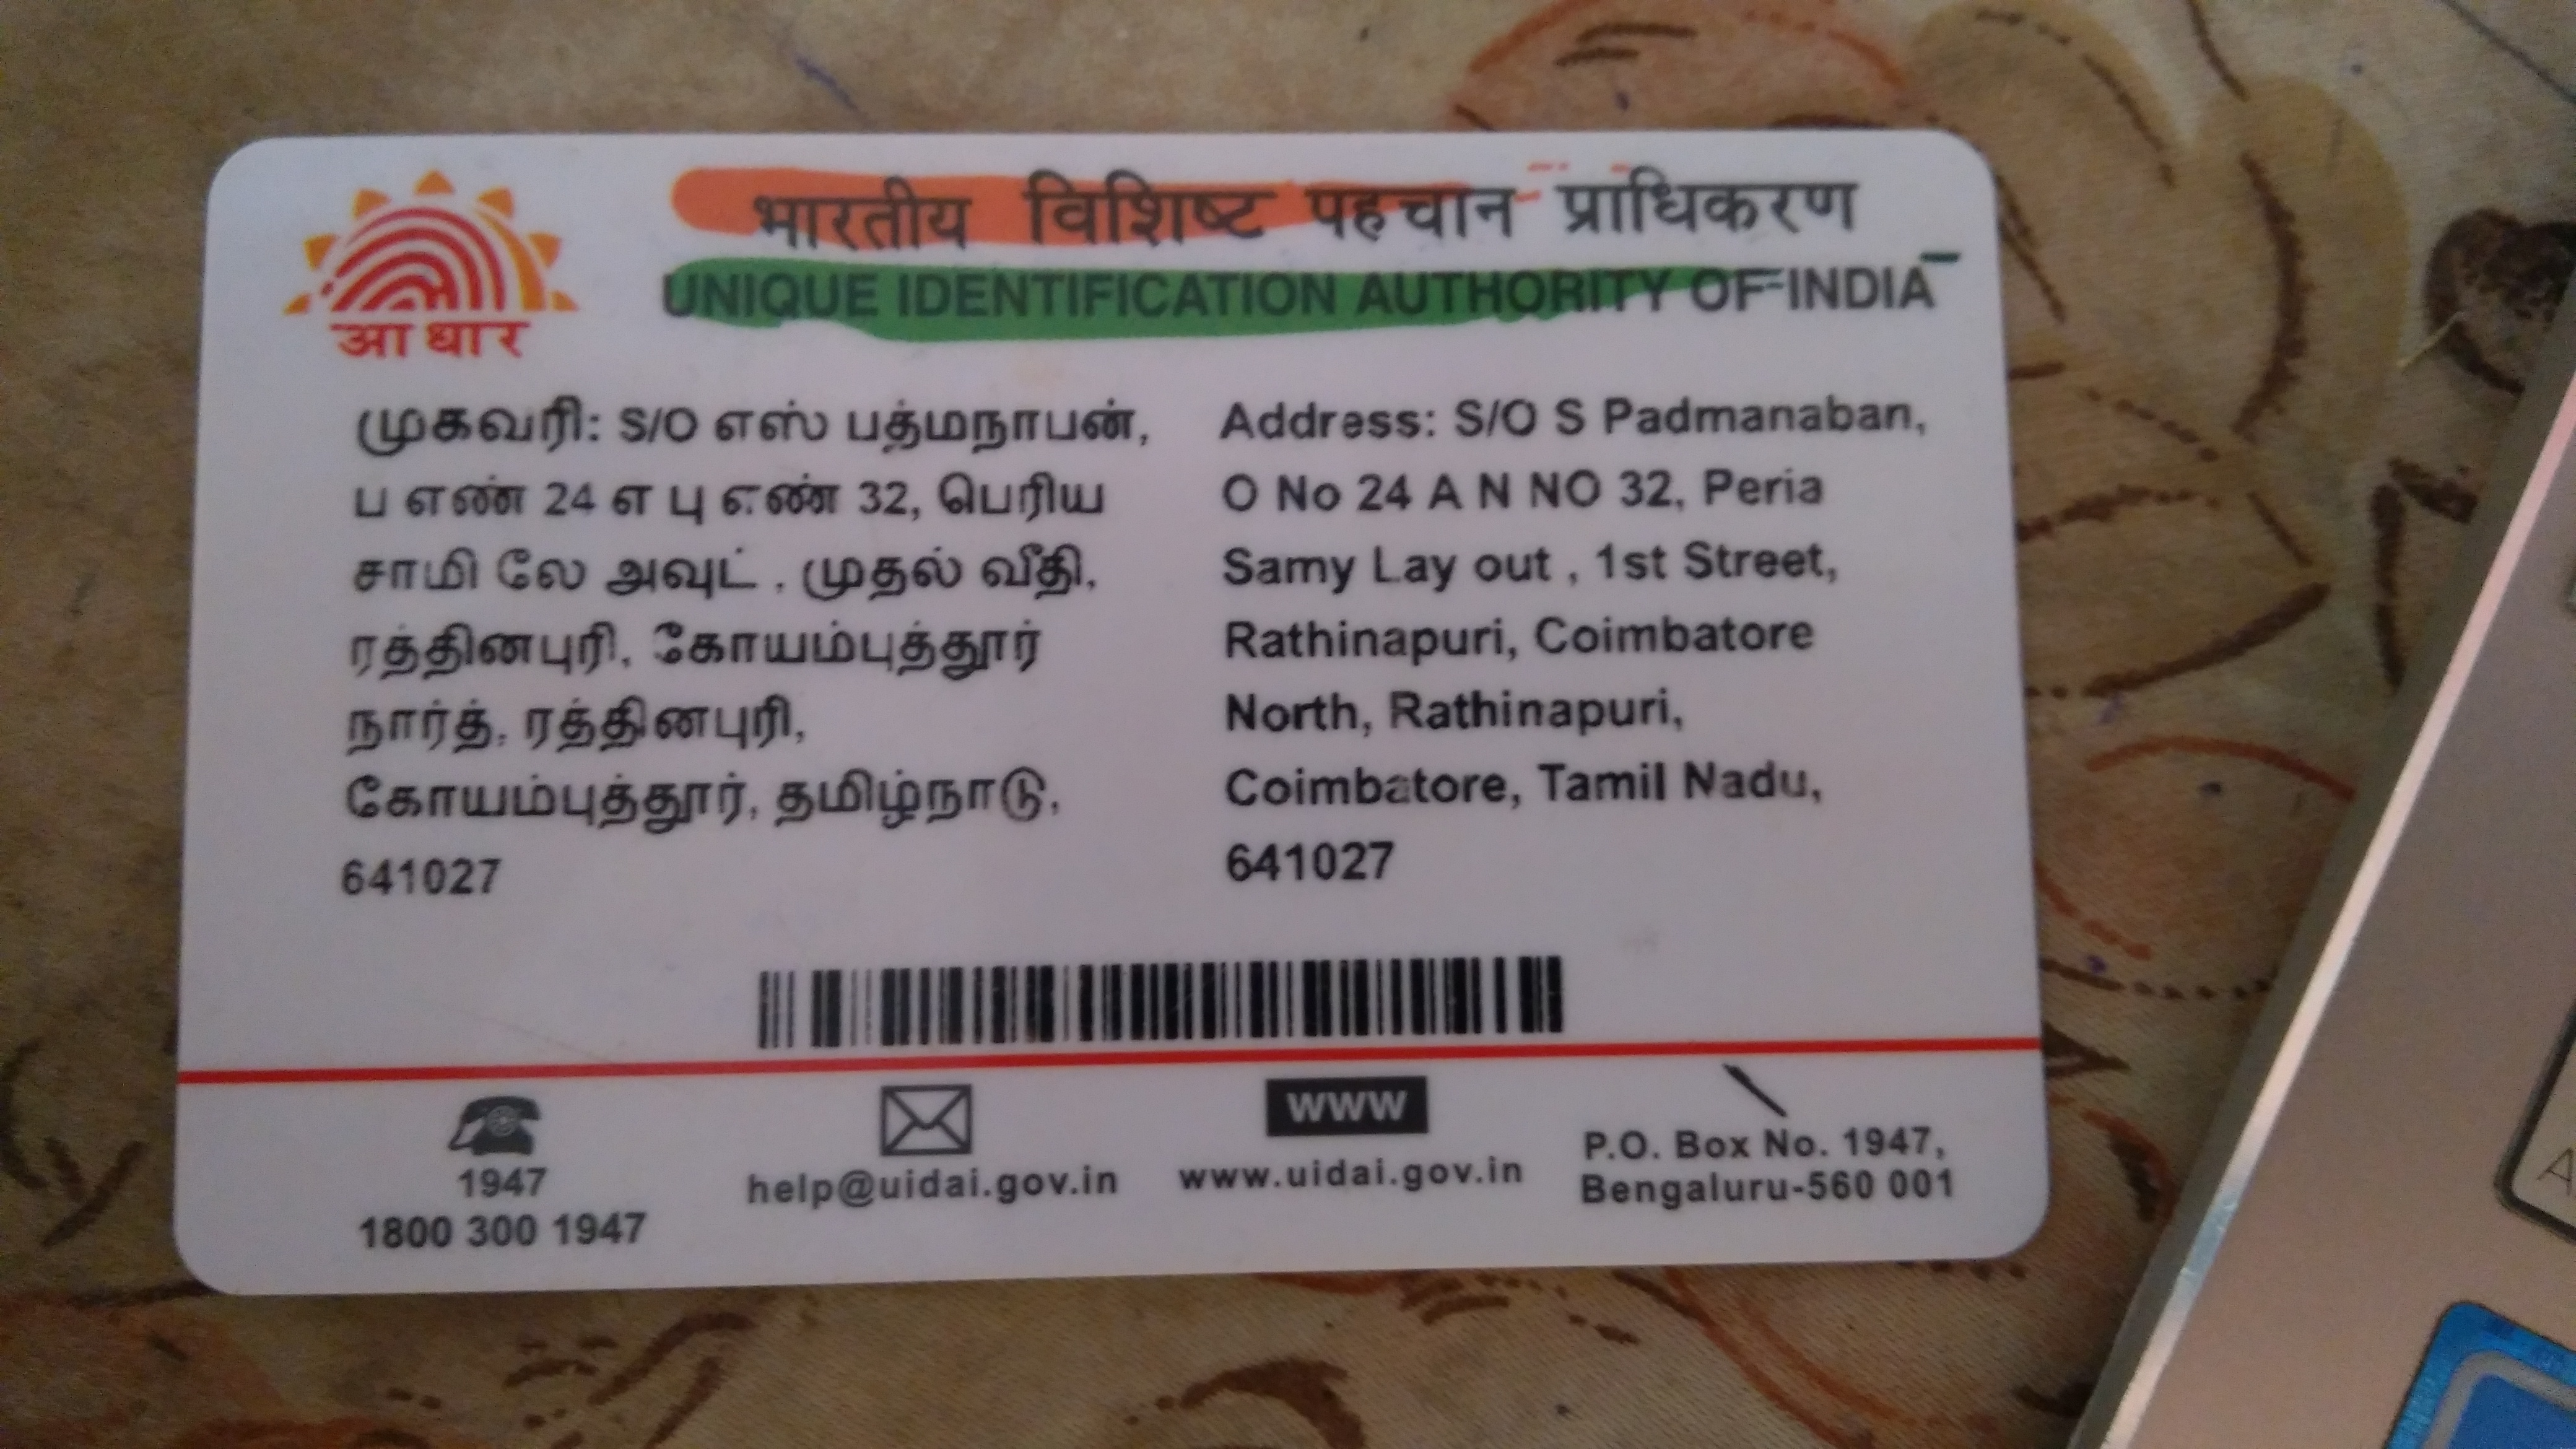 आधार
भारतीय विशिष्ट पहचान प्राधिकरण
UNIQUE IDENTIFICATION AUTHORITY OF INDIA
முகவரி: S/O எஸ் பத்மநாபன்,
ப எண் 24 எ பு எண் 32, பெரிய
சாமி லே அவுட் , முதல் வீதி,
ரத்தினபுரி, கோயம்புத்தூர்
நார்த், ரத்தினபுரி,
கோயம்புத்தூர், தமிழ்நாடு,
641027
Address: S/O S Padmanaban,
O No 24 A N NO 32, Peria
Samy Lay out , 1st Street,
Rathinapuri, Coimbatore
North, Rathinapuri,
Coimbatore, Tamil Nadu,
641027
1947
1800 300 1947
help@uidai.gov.in
www
www.uidai.gov.in
P.O. Box No. 1947,
Bengaluru-560 001
A